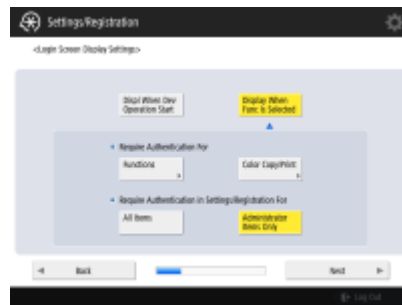 Settings/Registration
<Login Screen Display Settings>
Displ When Dev
Operation Start
Display When
Func Is Selected
Require Authentication For
Functions
Color Copy/Print
Require Authentication in Settings/Registration For
All Items
Administrator
Items Only
Back
Next
Log Out